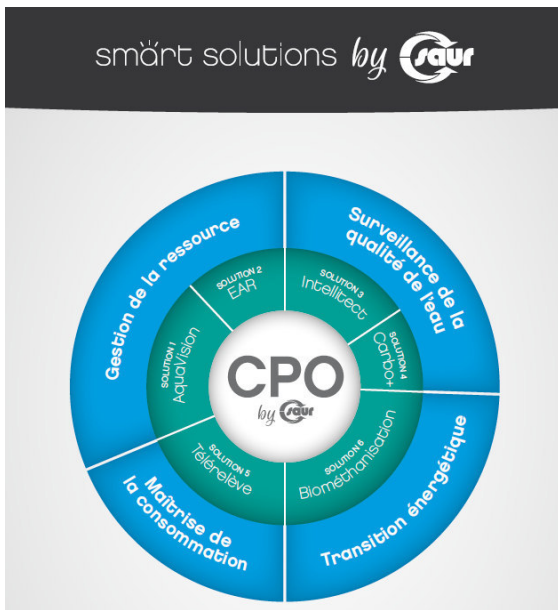 smärt solutions by saur
Gestion de la ressource
Surveillance de la
qualité de l'eau
SOLUTION 2
EAR
SOLUTION 3
Intellitect
SOLUTION 1
AquaVision
SOLUTION 4
Carbo+
CPO
by saur
SOLUTION 5
Télérelève
SOLUTION 6
Biométhanisation
Maîtrise de
la consommation
Transition énergétique